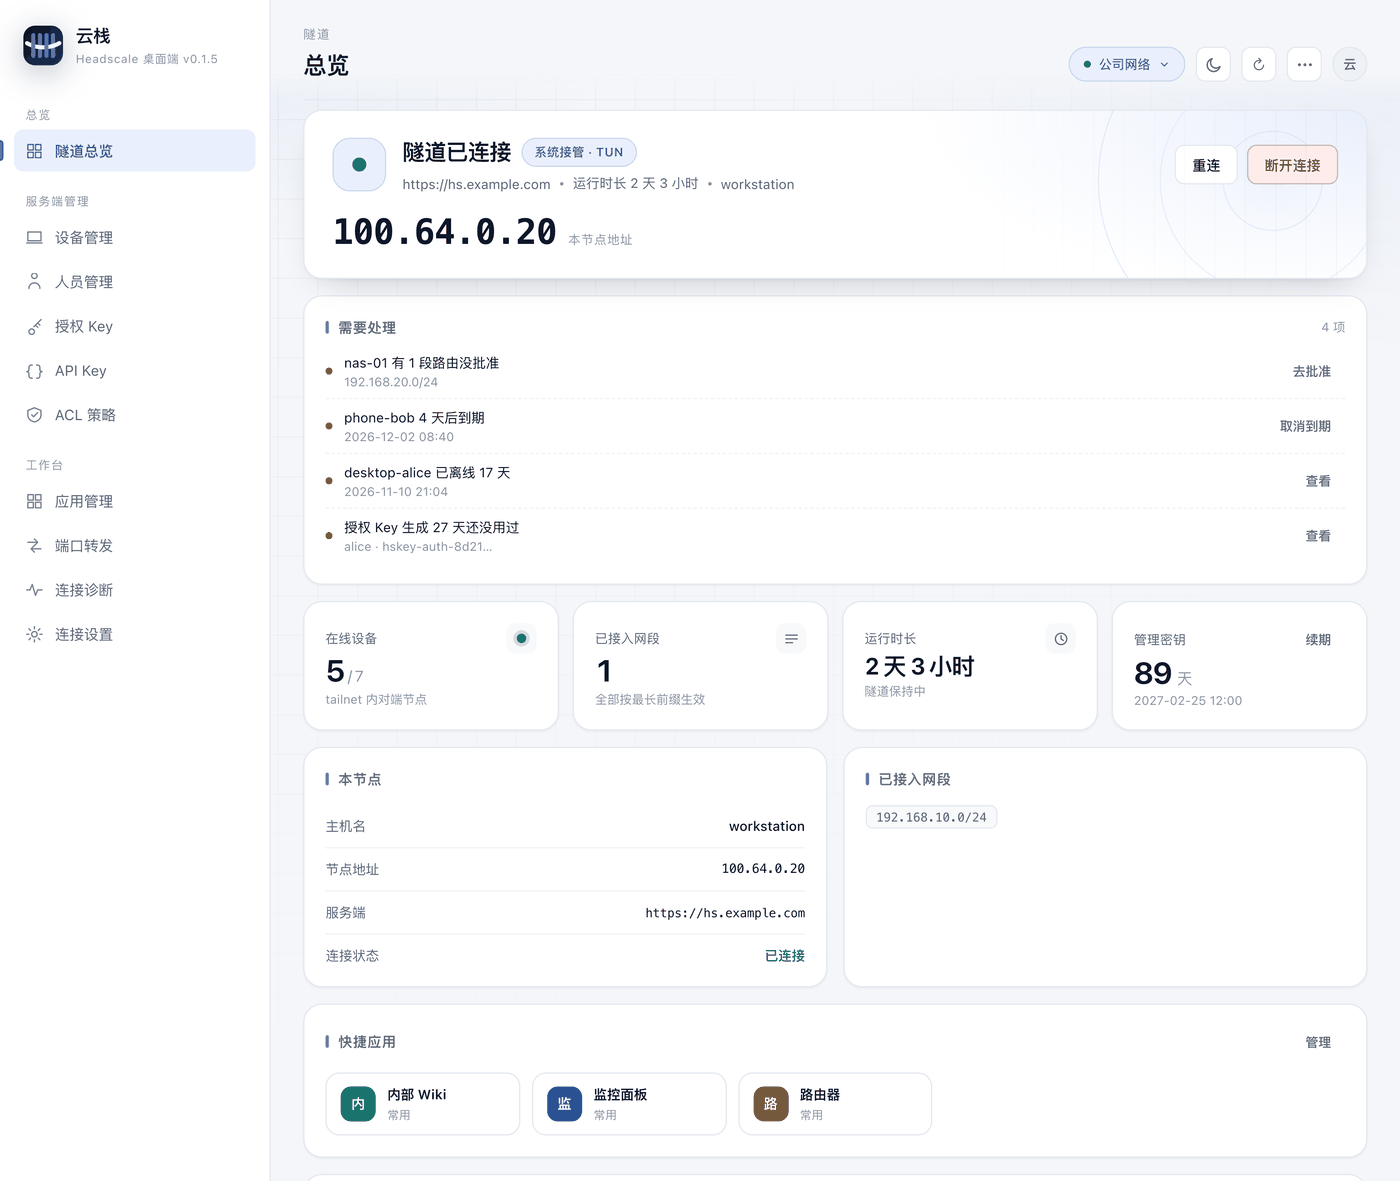 云栈
Headscale 桌面端 v0.1.5
总览
隧道总览
服务端管理
设备管理
人员管理
授权 Key
API Key
ACL 策略
工作台
应用管理
端口转发
连接诊断
连接设置
隧道
总览
公司网络
云
隧道已连接
系统接管 · TUN
https://hs.example.com • 运行时长 2 天 3 小时 • workstation
重连
断开连接
100.64.0.20 本节点地址
需要处理
4 项
nas-01 有 1 段路由没批准
192.168.20.0/24
去批准
phone-bob 4 天后到期
2026-12-02 08:40
取消到期
desktop-alice 已离线 17 天
2026-11-10 21:04
查看
授权 Key 生成 27 天还没用过
alice · hskey-auth-8d21...
查看
在线设备
5 / 7
tailnet 内对端节点
已接入网段
1
全部按最长前缀生效
运行时长
2 天 3 小时
隧道保持中
管理密钥
续期
89 天
2027-02-25 12:00
本节点
主机名 workstation
节点地址 100.64.0.20
服务端 https://hs.example.com
连接状态 已连接
已接入网段
192.168.10.0/24
快捷应用
管理
内
内部 Wiki
常用
监
监控面板
常用
路
路由器
常用